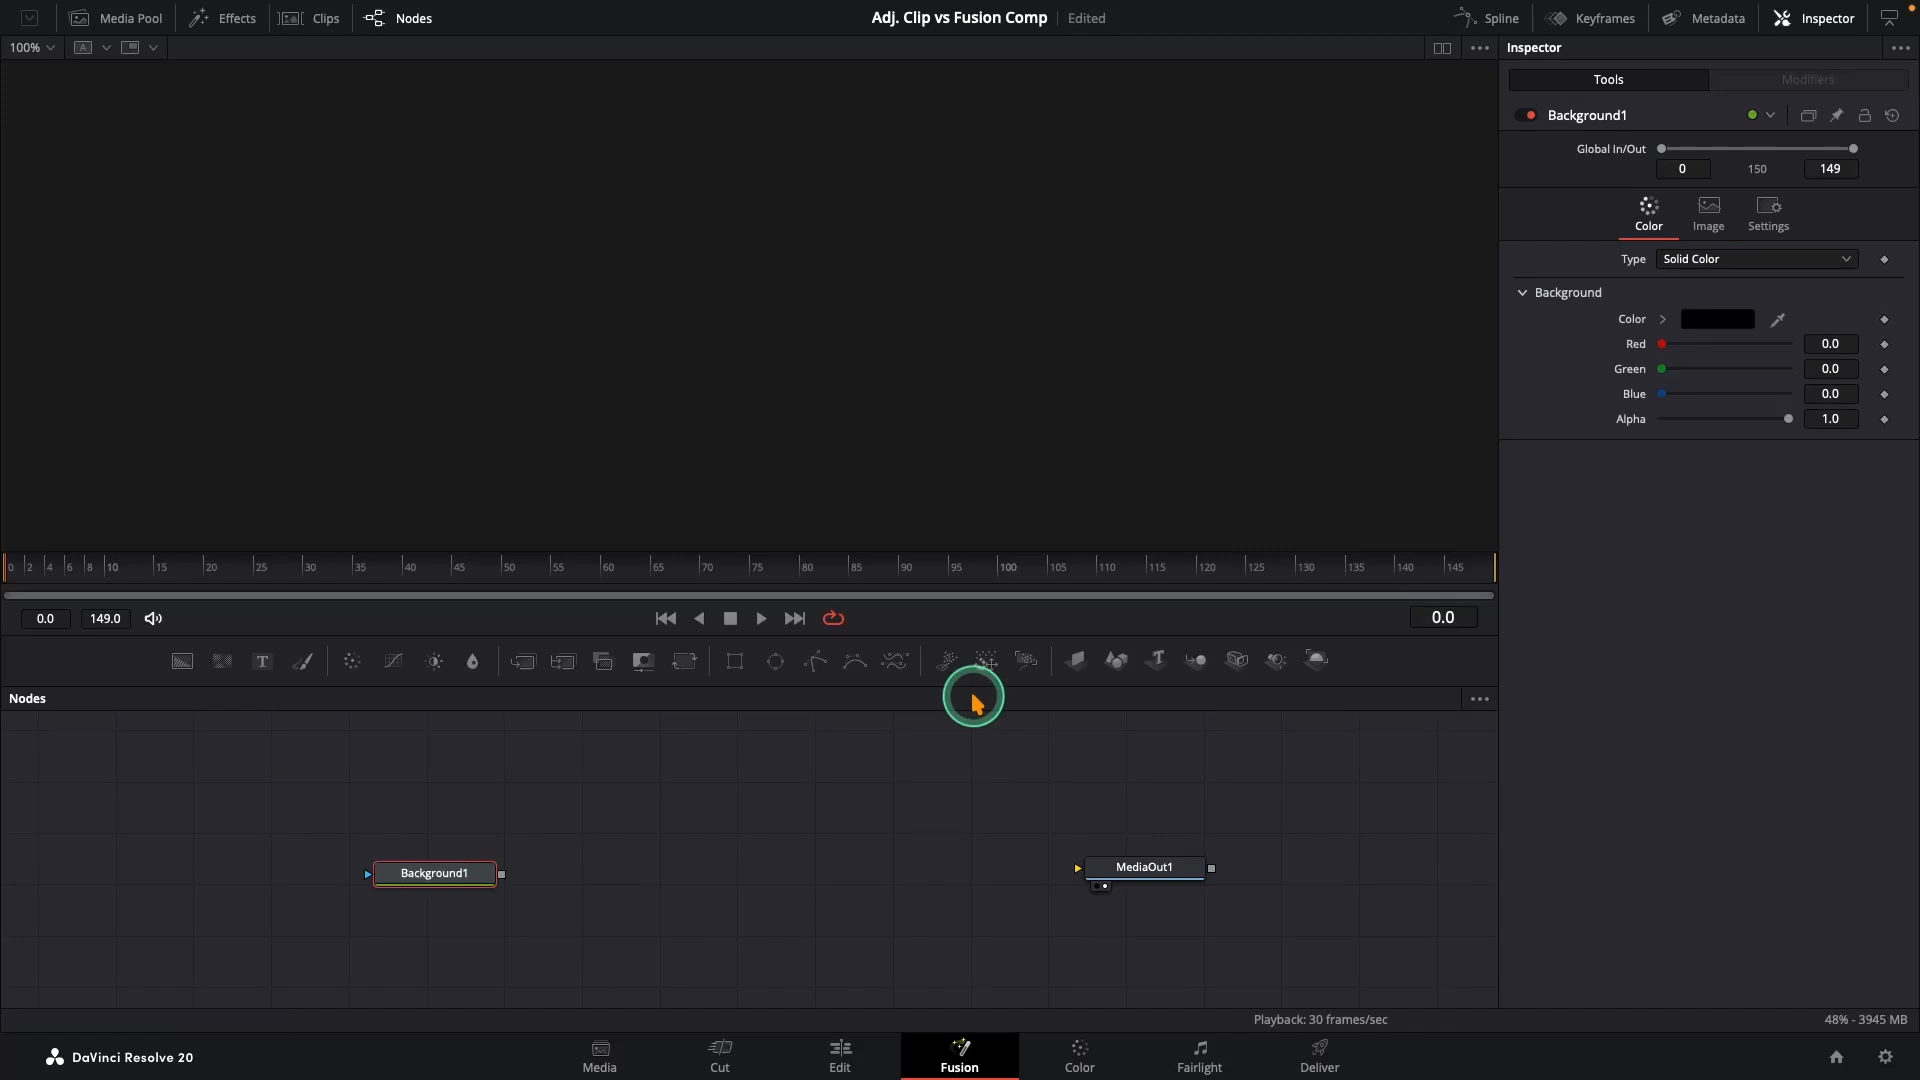 Media Pool Effects Clips Nodes Adj. Clip vs Fusion Comp Edited Spline Keyframes Metadata Inspector
100% A Inspector
Tools Modifiers
Background1
Global In/Out
0 150 149
Color Image Settings
Type Solid Color
Background
Color
Red 0.0
Green 0.0
Blue 0.0
Alpha 1.0
0 2 4 6 8 10 15 20 25 30 35 40 45 50 55 60 65 70 75 80 85 90 95 100 105 110 115 120 125 130 135 140 145
0.0 149.0 0.0
T T
Nodes
Background1 MediaOut1
Playback: 30 frames/sec 48% - 3945 MB
DaVinci Resolve 20 Media Cut Edit Fusion Color Fairlight Deliver